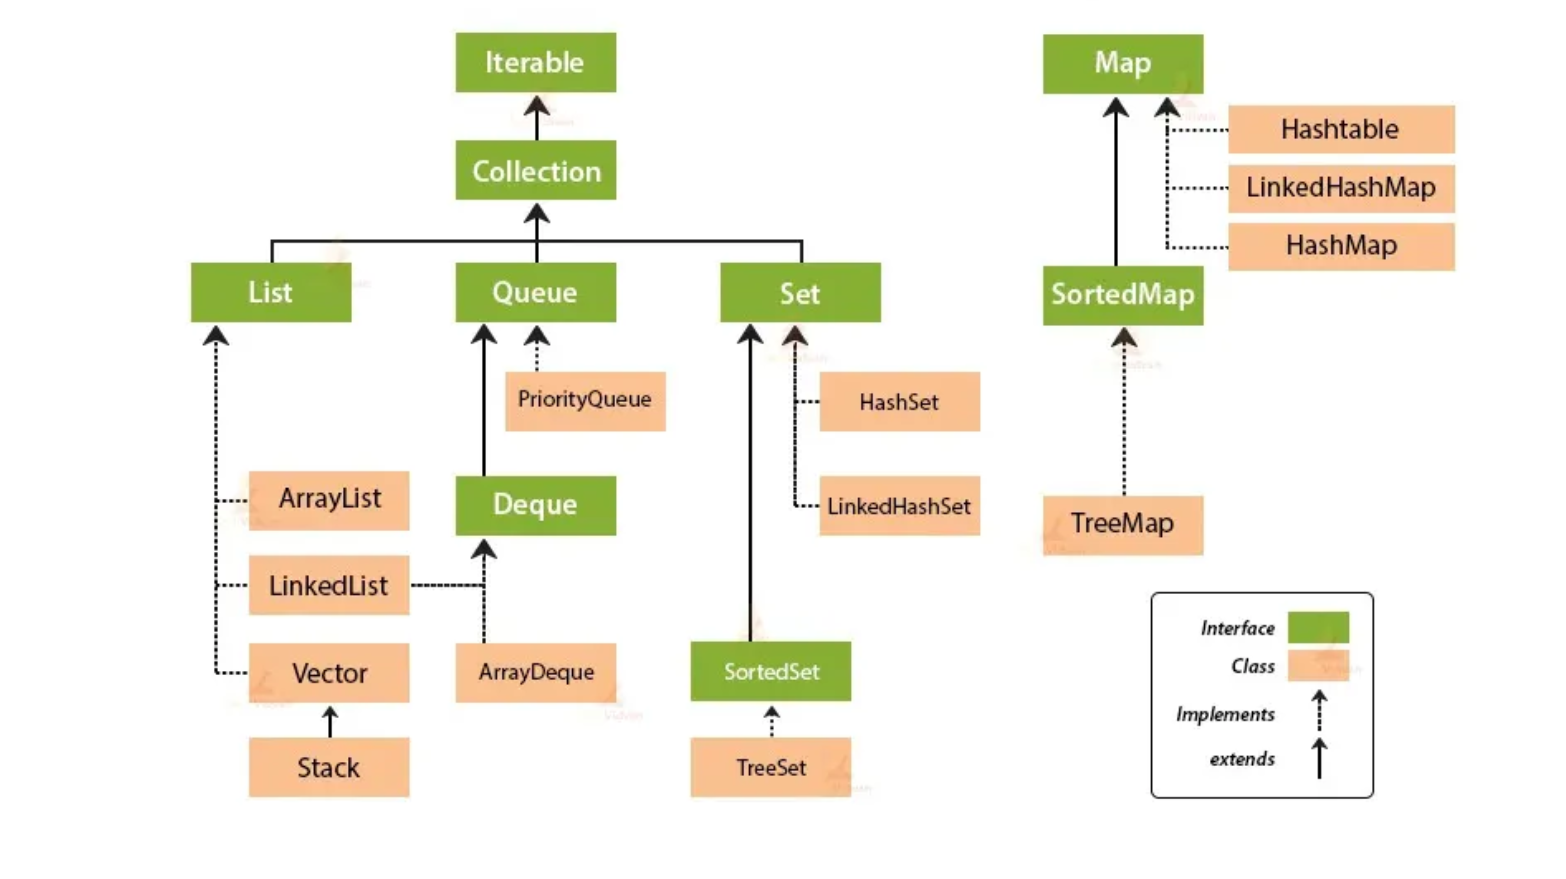 Iterable
Map
Hashtable
Collection
LinkedHashMap
HashMap
List
Queue
Set
SortedMap
PriorityQueue
HashSet
ArrayList
Deque
LinkedHashSet
TreeMap
LinkedList
Interface
Class
Vector
ArrayDeque
SortedSet
Implements
extends
Stack
TreeSet